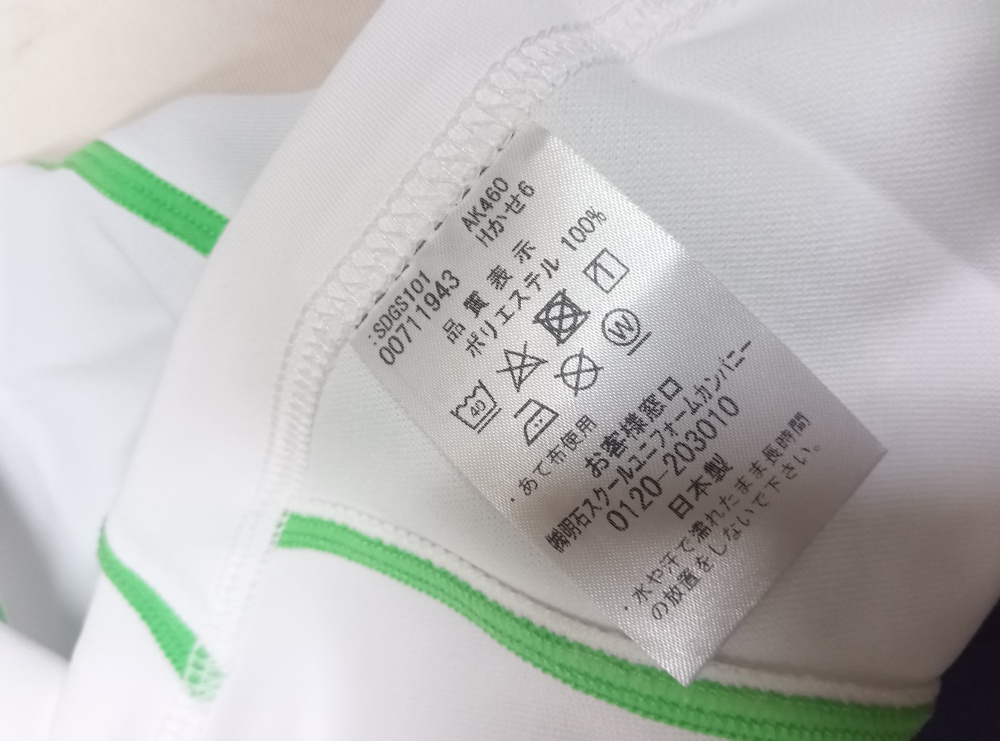 :SDGS101 AK460
00711943 Hかせ6
品質表示
ポリエステル 100%
40
W
・あて布使用
お客様窓口
㈱明石スクールユニフォームカンパニー
0120-203010
日本製
・水や汗で濡れたまま長時間
の放置をしないで下さい。